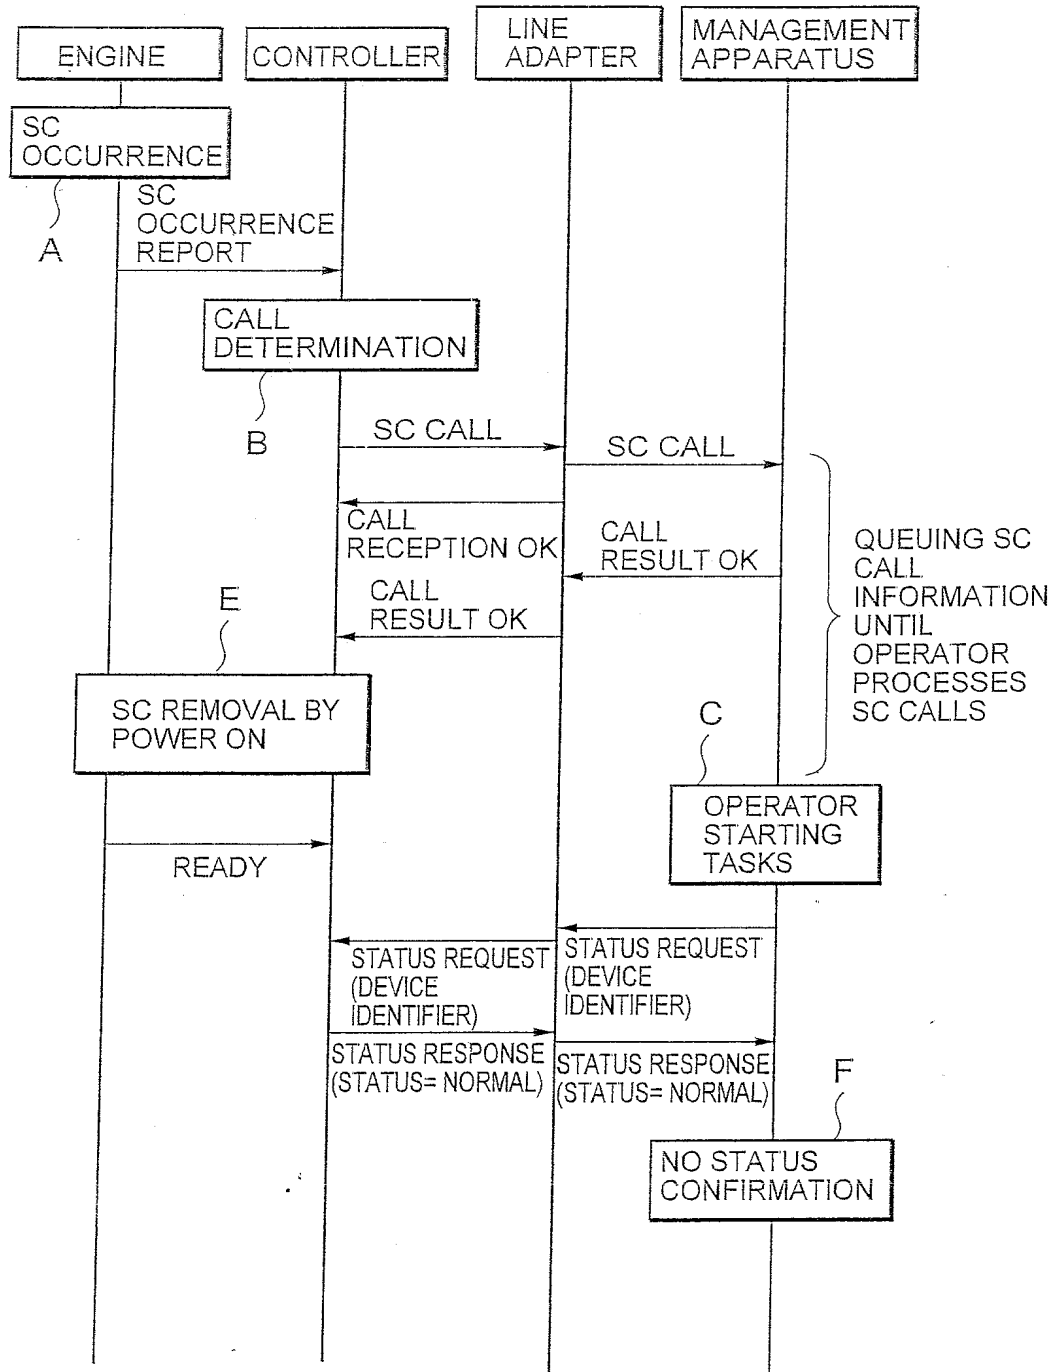 ENGINE
CONTROLLER
LINE
ADAPTER
MANAGEMENT
APPARATUS
SC
OCCURRENCE
A
SC
OCCURRENCE
REPORT
CALL
DETERMINATION
B
SC CALL
SC CALL
CALL
RECEPTION OK
CALL
RESULT OK
CALL
RESULT OK
QUEUING SC
CALL
INFORMATION
UNTIL
OPERATOR
PROCESSES
SC CALLS
E
SC REMOVAL BY
POWER ON
C
OPERATOR
STARTING
TASKS
READY
STATUS REQUEST
(DEVICE
IDENTIFIER)
STATUS REQUEST
(DEVICE
IDENTIFIER)
STATUS RESPONSE
(STATUS= NORMAL)
STATUS RESPONSE
(STATUS= NORMAL)
F
NO STATUS
CONFIRMATION